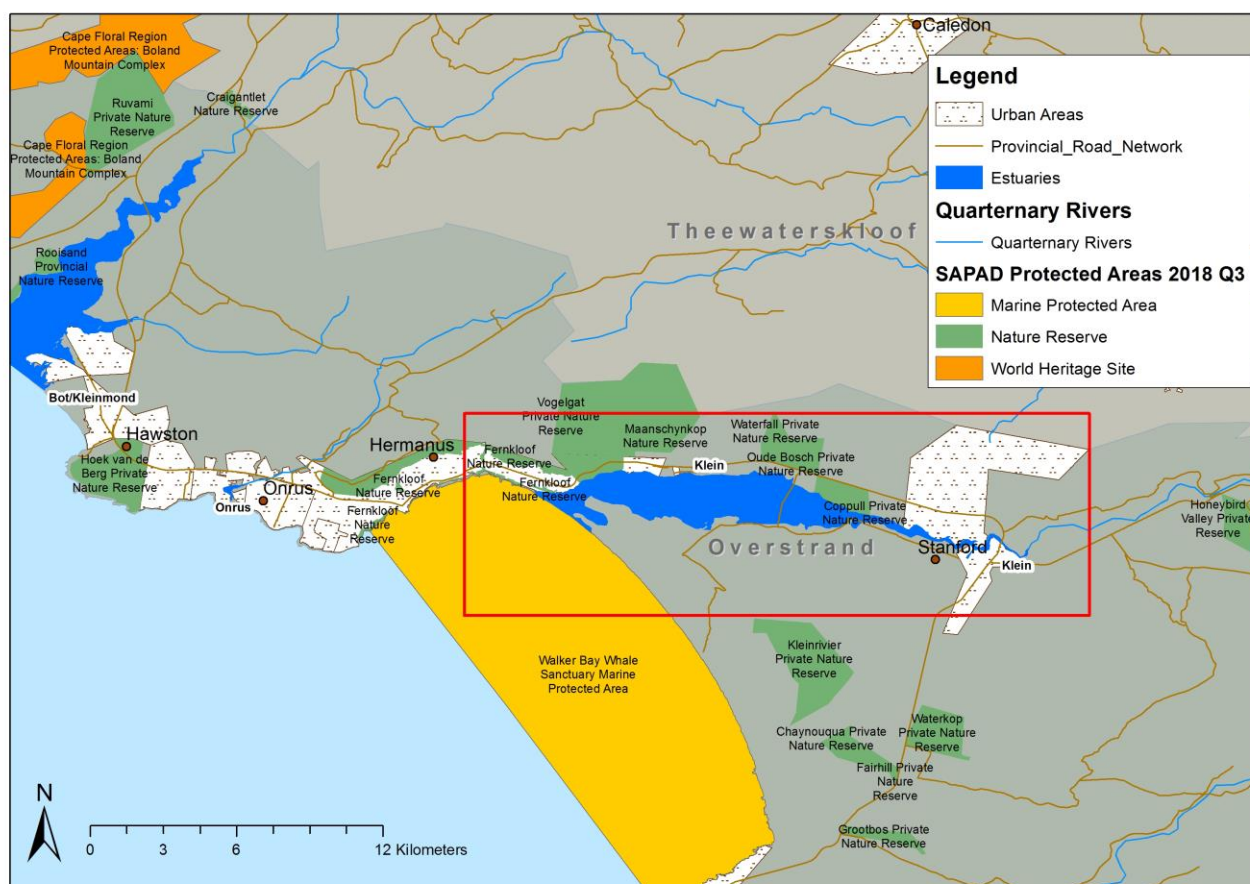 Cape Floral Region
Protected Areas: Boland
Mountain Complex
Ruvami
Private Nature
Reserve
Craigantlet
Nature Reserve
Cape Floral Region
Protected Areas: Boland
Mountain Complex
Rooisand
Provincial
Nature Reserve
Caledon
Legend
Urban Areas
Provincial_Road_Network
Estuaries
Quarternary Rivers
Quarternary Rivers
SAPAD Protected Areas 2018 Q3
Marine Protected Area
Nature Reserve
World Heritage Site
Theewaterskloof
Bot/Kleinmond
Hawston
Hoek van de
Berg Private
Nature Reserve
Onrus
Onrus
Hermanus
Fernkloof
Nature Reserve
Fernkloof
Nature
Reserve
Fernkloof
Nature Reserve
Fernkloof
Nature Reserve
Vogelgat
Private Nature
Reserve
Maanschynkop
Nature Reserve
Waterfall Private
Nature Reserve
Klein
Oude Bosch Private
Nature Reserve
Coppull Private
Nature Reserve
Overstrand
Stanford
Klein
Honeybird
Valley Private
Reserve
Walker Bay Whale
Sanctuary Marine
Protected Area
Kleinrivier
Private Nature
Reserve
Chaynouqua Private
Nature Reserve
Waterkop
Private Nature
Reserve
Fairhill Private
Nature
Reserve
Grootbos Private
Nature Reserve
N
0 3 6 12 Kilometers